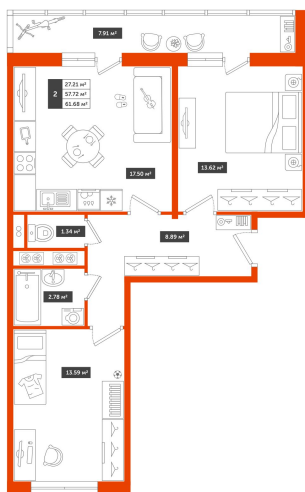 7.91 м²
2
27.21 м²
57.72 м²
61.68 м²
17.50 м²
13.62 м²
1.34 м²
8.89 м²
2.78 м²
13.59 м²